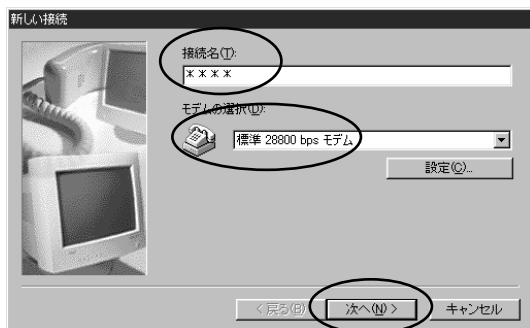 新しい接続
接続名(T):
＊＊＊＊
モデムの選択(D):
標準 28800 bps モデム
設定(C)...
< 戻る(B) 次へ(N) > キャンセル